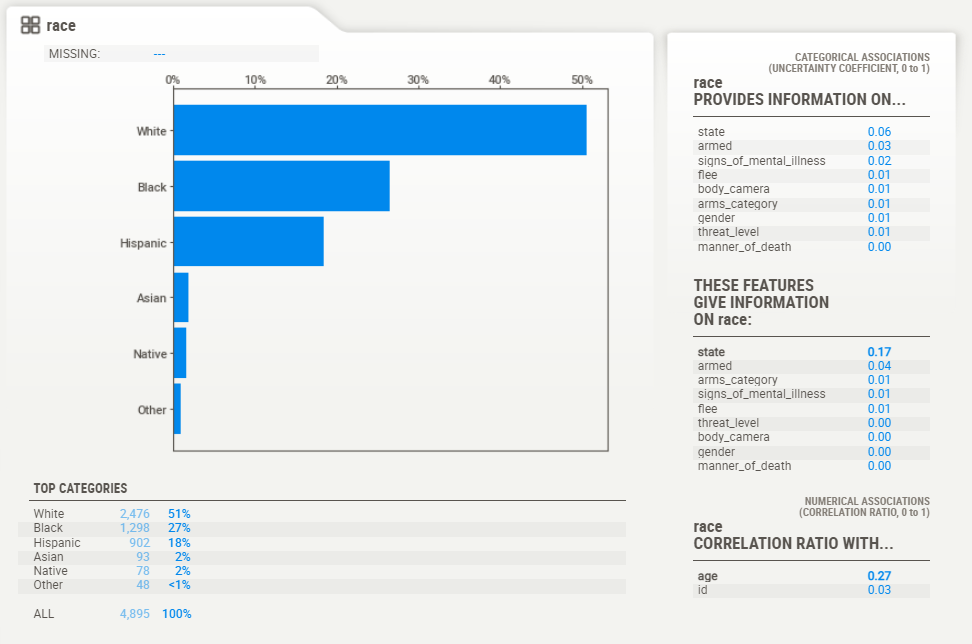 race
MISSING: ---
0% 10% 20% 30% 40% 50%
White
Black
Hispanic
Asian
Native
Other
TOP CATEGORIES
White 2,476 51%
Black 1,298 27%
Hispanic 902 18%
Asian 93 2%
Native 78 2%
Other 48 <1%
ALL 4,895 100%
CATEGORICAL ASSOCIATIONS
(UNCERTAINTY COEFFICIENT, 0 to 1)
race
PROVIDES INFORMATION ON...
state 0.06
armed 0.03
signs_of_mental_illness 0.02
flee 0.01
body_camera 0.01
arms_category 0.01
gender 0.01
threat_level 0.01
manner_of_death 0.00
THESE FEATURES
GIVE INFORMATION
ON race:
state 0.17
armed 0.04
arms_category 0.01
signs_of_mental_illness 0.01
flee 0.01
threat_level 0.00
body_camera 0.00
gender 0.00
manner_of_death 0.00
NUMERICAL ASSOCIATIONS
(CORRELATION RATIO, 0 to 1)
race
CORRELATION RATIO WITH...
age 0.27
id 0.03